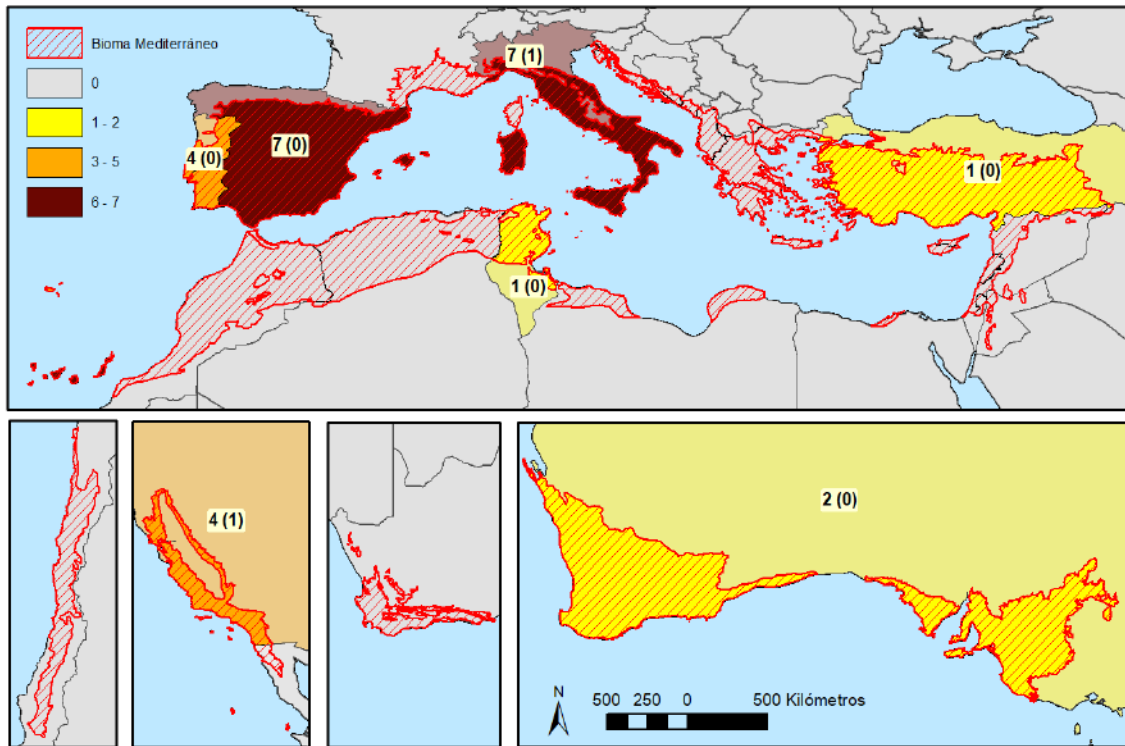 Bioma Mediterráneo
0
1 - 2
3 - 5
6 - 7
7 (1)
7 (0)
4 (0)
1 (0)
1 (0)
4 (1)
2 (0)
N
500 250 0 500 Kilómetros